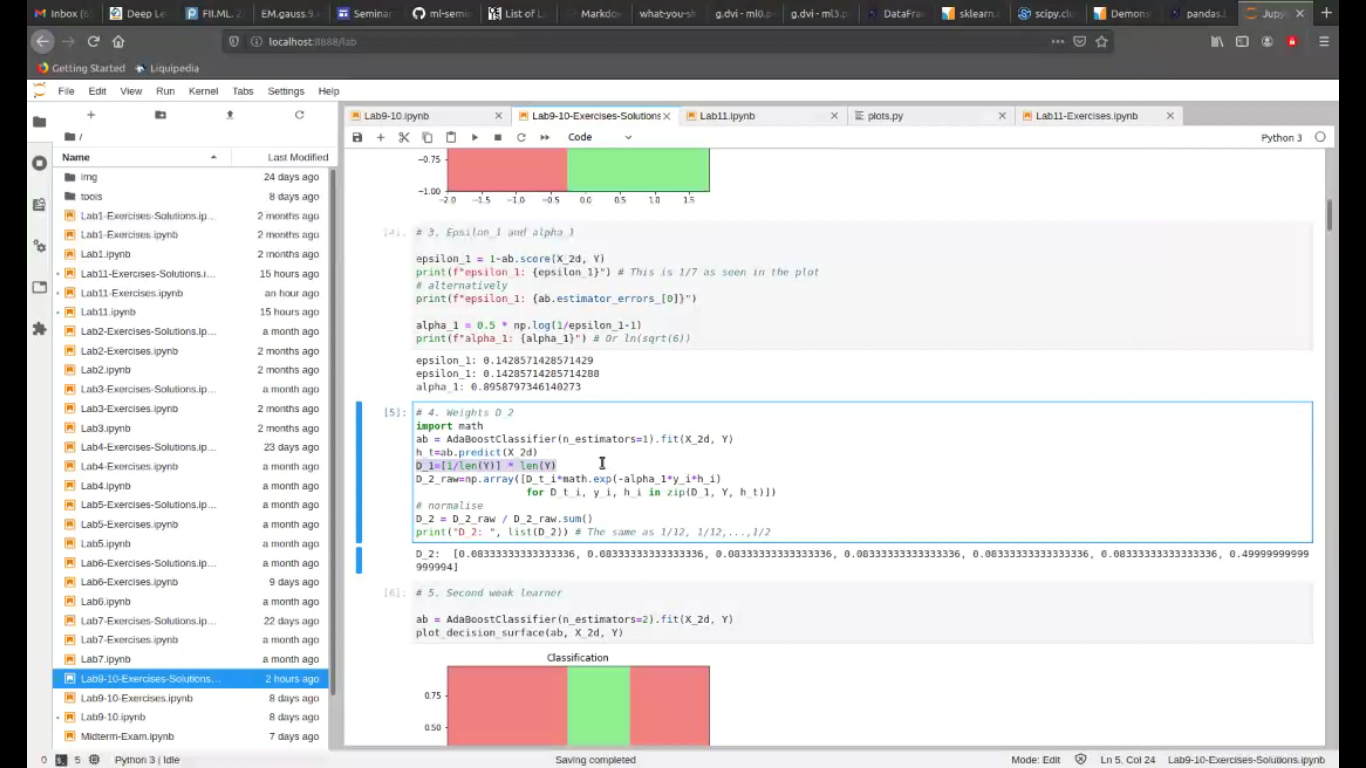 Inbox (
Deep Le
FII.ML. 2
EM.gauss.9.
Seminar
ml-semi
List of L
Markdo
what-you-sh
g.dvi - ml0.p
g.dvi - ml3.p
DataFra
sklearn.c
scipy.clu
Demons
pandas.
Jupy
localhost:8888/lab
Getting Started
Liquipedia
File Edit View Run Kernel Tabs Settings Help
Lab9-10.ipynb
Lab9-10-Exercises-Solutions
Lab11.ipynb
plots.py
Lab11-Exercises.ipynb
/
Code
Python 3
Name
Last Modified
img 24 days ago
tools 8 days ago
Lab1-Exercises-Solutions.ip... 2 months ago
Lab1-Exercises.ipynb 2 months ago
Lab1.ipynb 2 months ago
Lab11-Exercises-Solutions.i... 15 hours ago
Lab11-Exercises.ipynb an hour ago
Lab11.ipynb 15 hours ago
Lab2-Exercises-Solutions.ip... a month ago
Lab2-Exercises.ipynb 2 months ago
Lab2.ipynb 2 months ago
Lab3-Exercises-Solutions.ip... a month ago
Lab3-Exercises.ipynb 2 months ago
Lab3.ipynb 2 months ago
Lab4-Exercises-Solutions.ip... 23 days ago
Lab4-Exercises.ipynb a month ago
Lab4.ipynb a month ago
Lab5-Exercises-Solutions.ip... a month ago
Lab5-Exercises.ipynb a month ago
Lab5.ipynb a month ago
Lab6-Exercises-Solutions.ip... a month ago
Lab6-Exercises.ipynb 9 days ago
Lab6.ipynb a month ago
Lab7-Exercises-Solutions.ip... 22 days ago
Lab7-Exercises.ipynb a month ago
Lab7.ipynb a month ago
Lab9-10-Exercises-Solutions... 2 hours ago
Lab9-10-Exercises.ipynb 8 days ago
Lab9-10.ipynb 8 days ago
Midterm-Exam.ipynb 7 days ago
−0.75
−1.00
−2.0 −1.5 −1.0 −0.5 0.0 0.5 1.0 1.5
[4]: # 3. Epsilon_1 and alpha_1
epsilon_1 = 1-ab.score(X_2d, Y)
print(f"epsilon_1: {epsilon_1}") # This is 1/7 as seen in the plot
# alternatively
print(f"epsilon_1: {ab.estimator_errors_[0]}")
alpha_1 = 0.5 * np.log(1/epsilon_1-1)
print(f"alpha_1: {alpha_1}") # Or ln(sqrt(6))
epsilon_1: 0.1428571428571429
epsilon_1: 0.14285714285714288
alpha_1: 0.8958797346140273
[5]: # 4. Weights D_2
import math
ab = AdaBoostClassifier(n_estimators=1).fit(X_2d, Y)
h_t=ab.predict(X_2d)
D_1=[1/len(Y)] * len(Y)
D_2_raw=np.array([D_t_i*math.exp(-alpha_1*y_i*h_i)
for D_t_i, y_i, h_i in zip(D_1, Y, h_t)])
# normalise
D_2 = D_2_raw / D_2_raw.sum()
print("D_2: ", list(D_2)) # The same as 1/12, 1/12,...,1/2
D_2: [0.08333333333333336, 0.08333333333333336, 0.08333333333333336, 0.08333333333333336, 0.08333333333333336, 0.08333333333333336, 0.49999999999
999994]
[6]: # 5. Second weak learner
ab = AdaBoostClassifier(n_estimators=2).fit(X_2d, Y)
plot_decision_surface(ab, X_2d, Y)
Classification
0.75
0.50
0
5
Python 3 | Idle
Saving completed
Mode: Edit
Ln 5, Col 24
Lab9-10-Exercises-Solutions.ipynb